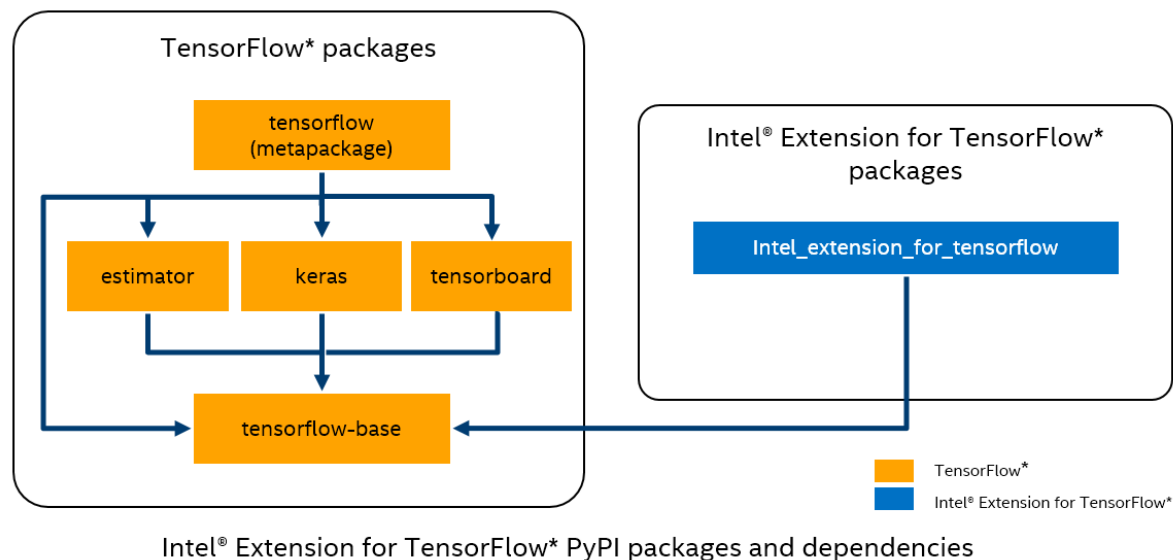 TensorFlow* packages
tensorflow
(metapackage)
estimator
keras
tensorboard
tensorflow-base
Intel® Extension for TensorFlow*
packages
Intel_extension_for_tensorflow
TensorFlow*
Intel® Extension for TensorFlow*
Intel® Extension for TensorFlow* PyPI packages and dependencies